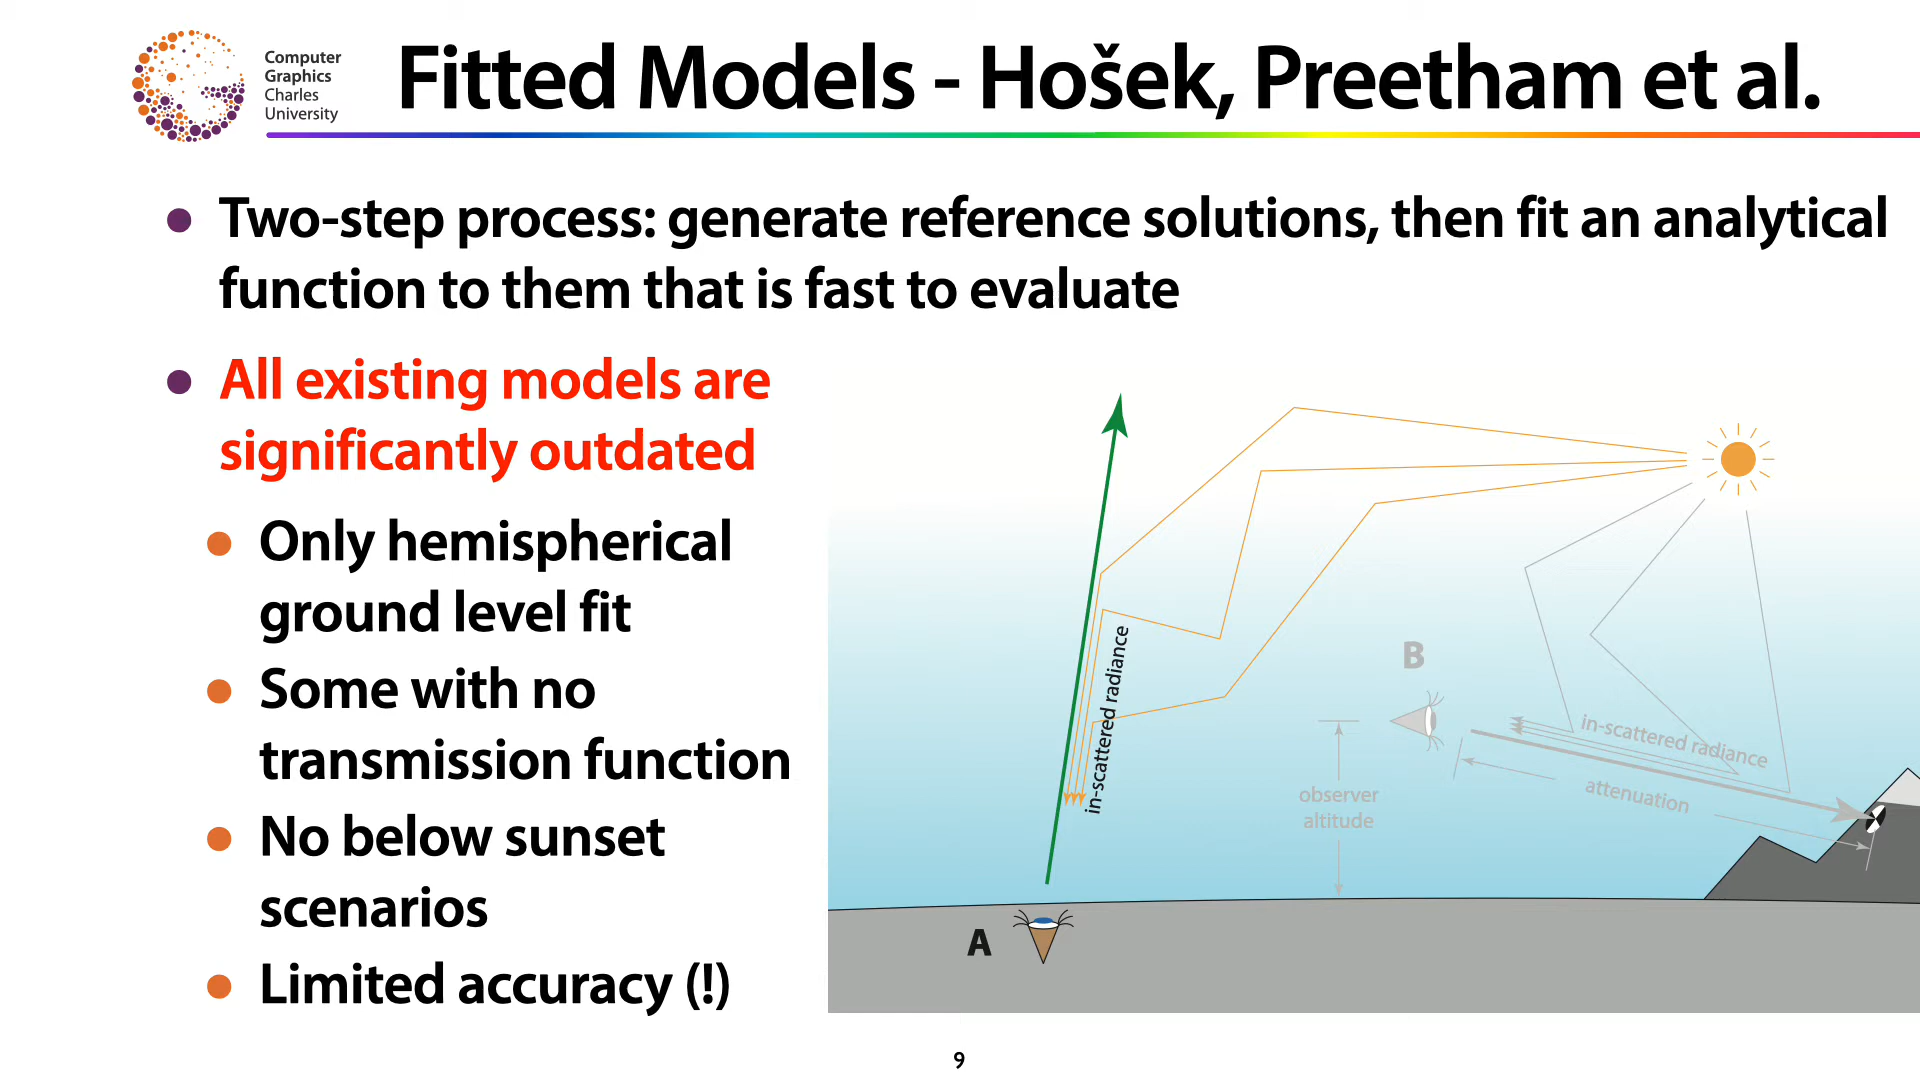 Computer
Graphics
Charles
University
Fitted Models - Hošek, Preetham et al.
Two-step process: generate reference solutions, then fit an analytical
function to them that is fast to evaluate
All existing models are
significantly outdated
Only hemispherical
ground level fit
Some with no
transmission function
No below sunset
scenarios
Limited accuracy (!)
in-scattered radiance
A
B
in-scattered radiance
attenuation
observer
altitude
9